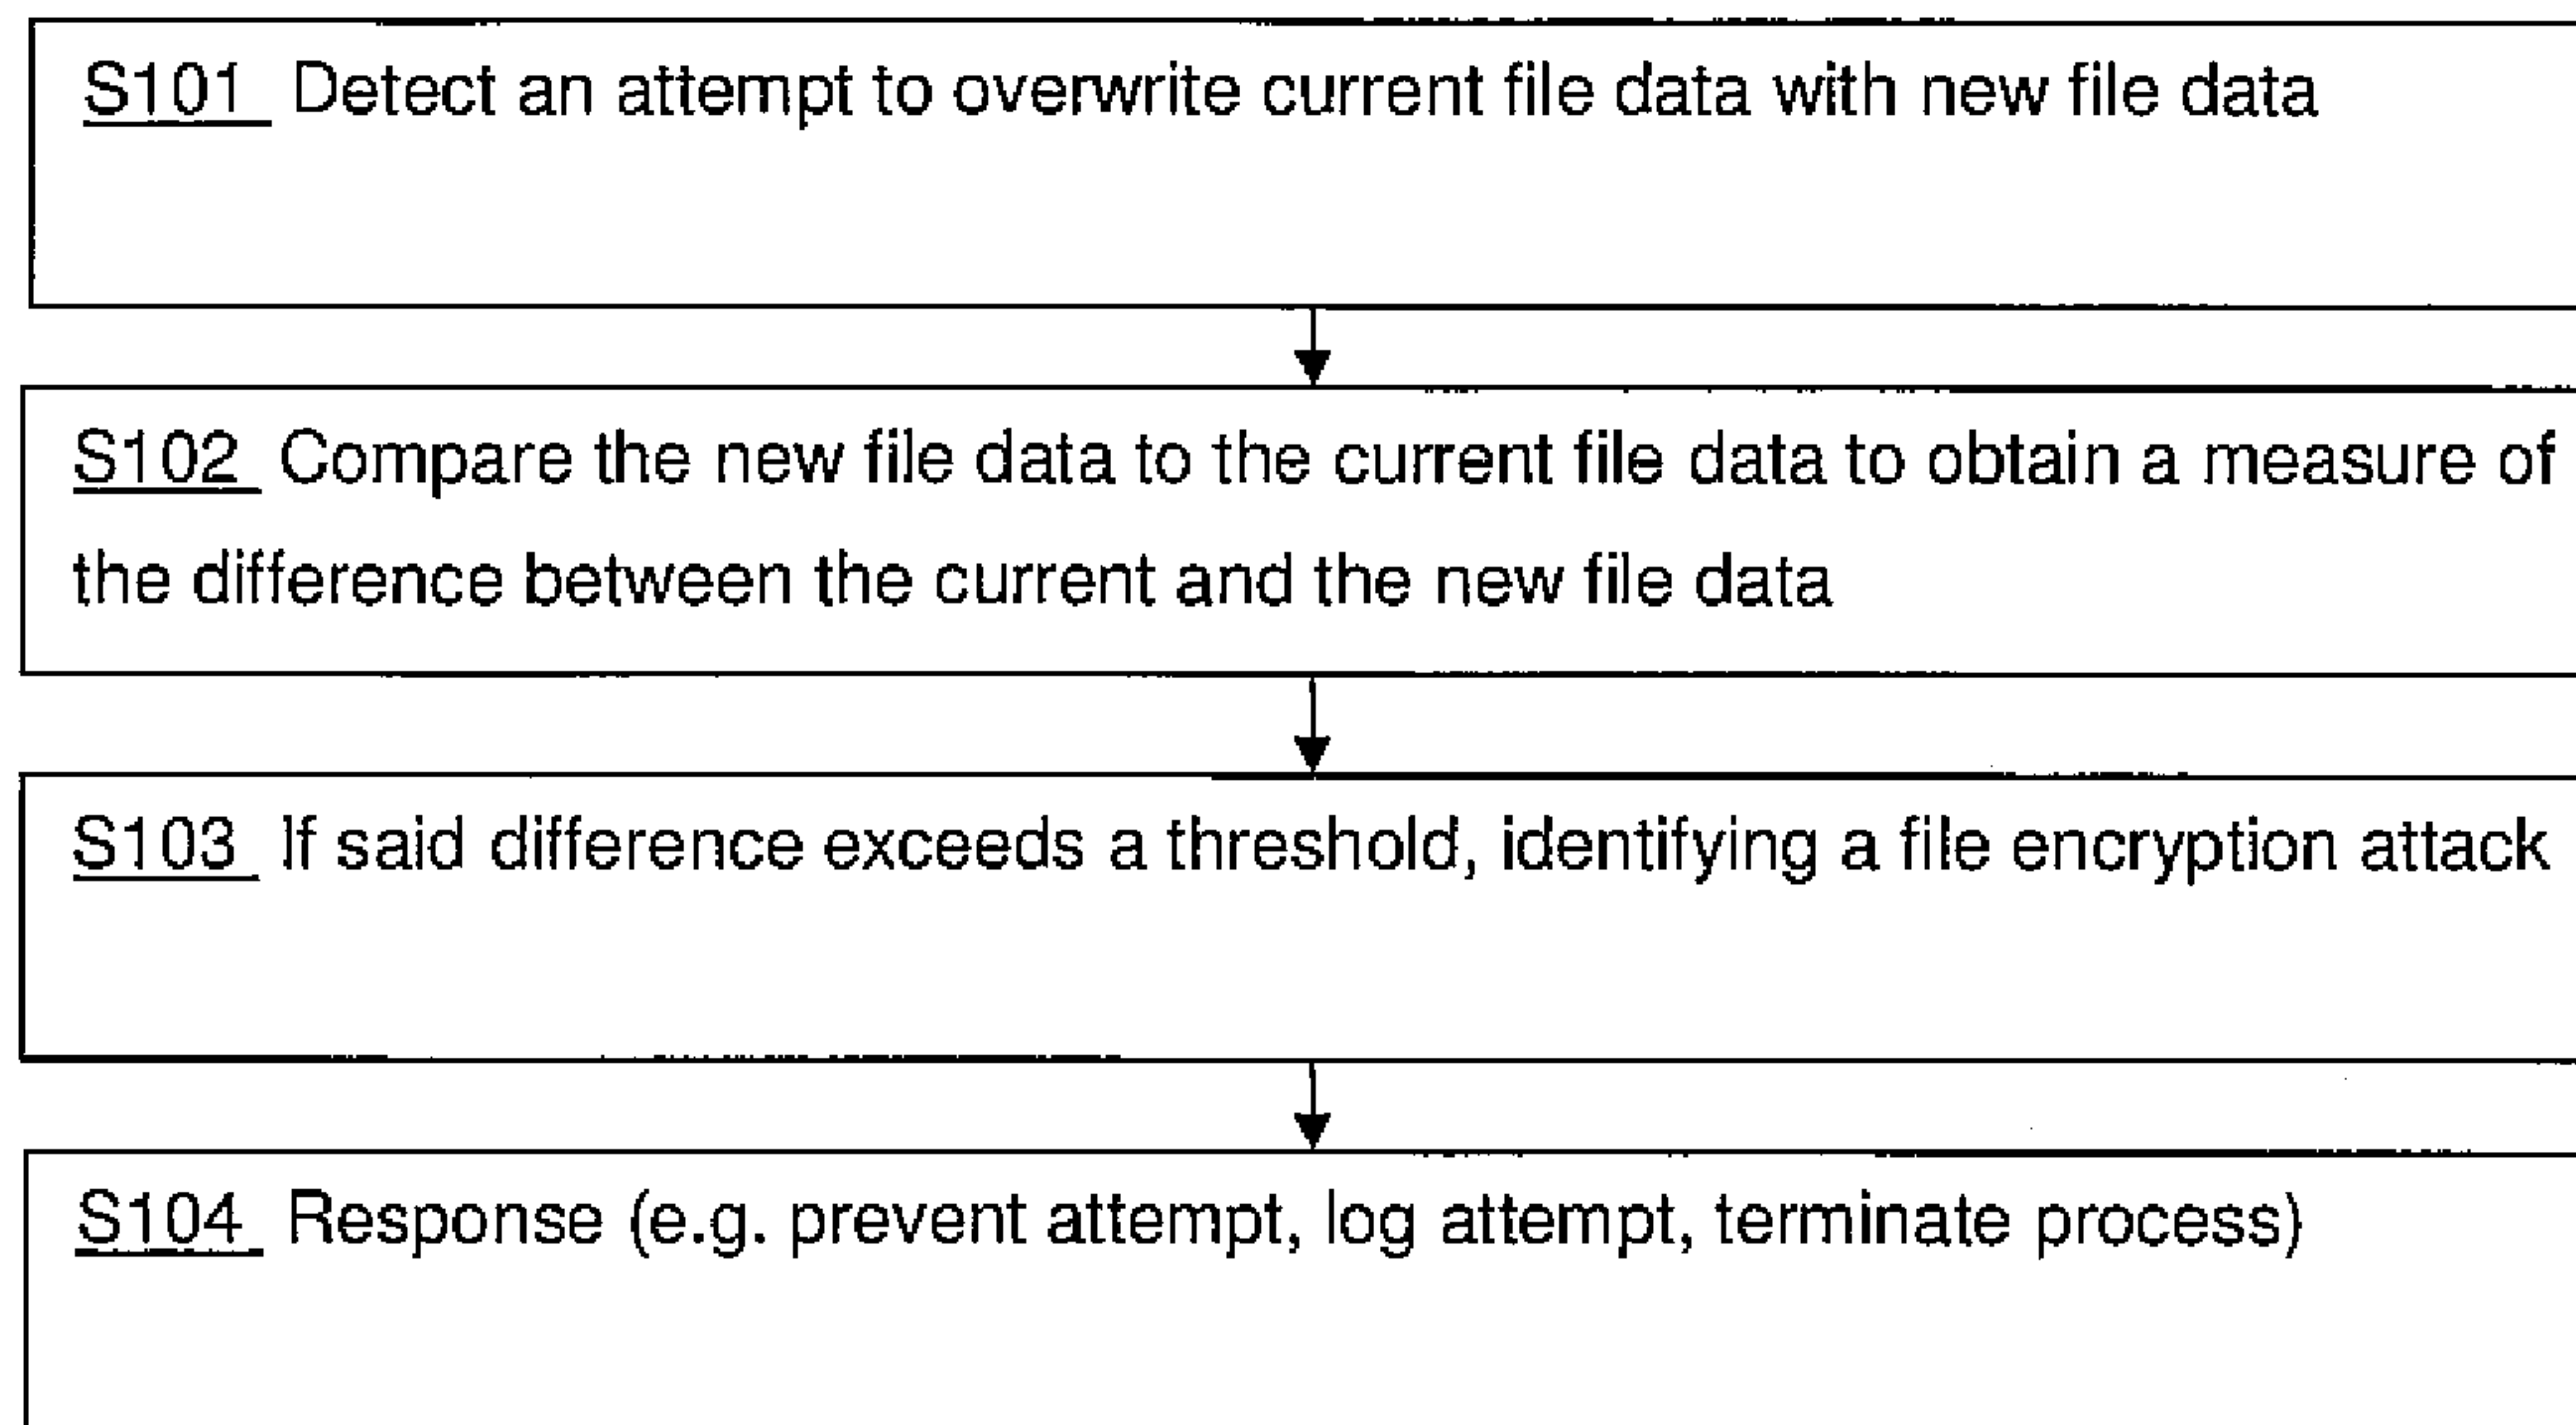 S101 Detect an attempt to overwrite current file data with new file data
S102 Compare the new file data to the current file data to obtain a measure of
the difference between the current and the new file data
S103 If said difference exceeds a threshold, identifying a file encryption attack
S104 Response (e.g. prevent attempt, log attempt, terminate process)